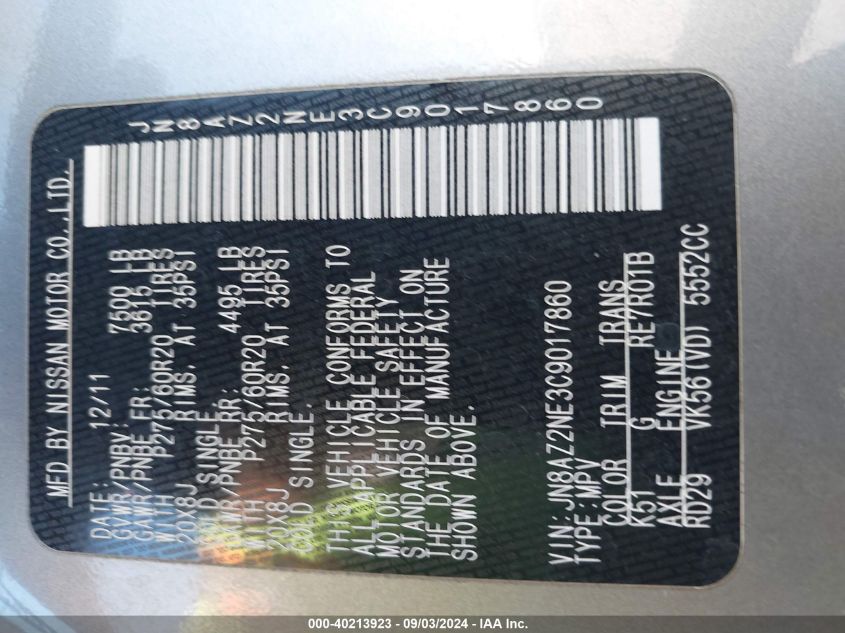 MFD BY NISSAN MOTOR CO.,LTD.
JN8AZ2NE3C9017860
DATE: 12/11
GVWR/PNBV: 7500 LB
GAWR/PNBE FR: 3615 LB
WITH P275/60R20 TIRES
20X8J RIMS. AT 35PSI
COLD SINGLE
GAWR/PNBE RR: 4495 LB
WITH P275/60R20 TIRES
20X8J RIMS. AT 35PSI
COLD SINGLE.
THIS VEHICLE CONFORMS TO
ALL APPLICABLE FEDERAL
MOTOR VEHICLE SAFETY
STANDARDS IN EFFECT ON
THE DATE OF MANUFACTURE
SHOWN ABOVE.
VIN:JN8AZ2NE3C9017860
TYPE:MPV
COLOR TRIM TRANS
K51 G RE7R01B
AXLE ENGINE
RD29 VK56(VD) 5552CC
000-40213923 - 09/03/2024 - IAA Inc.